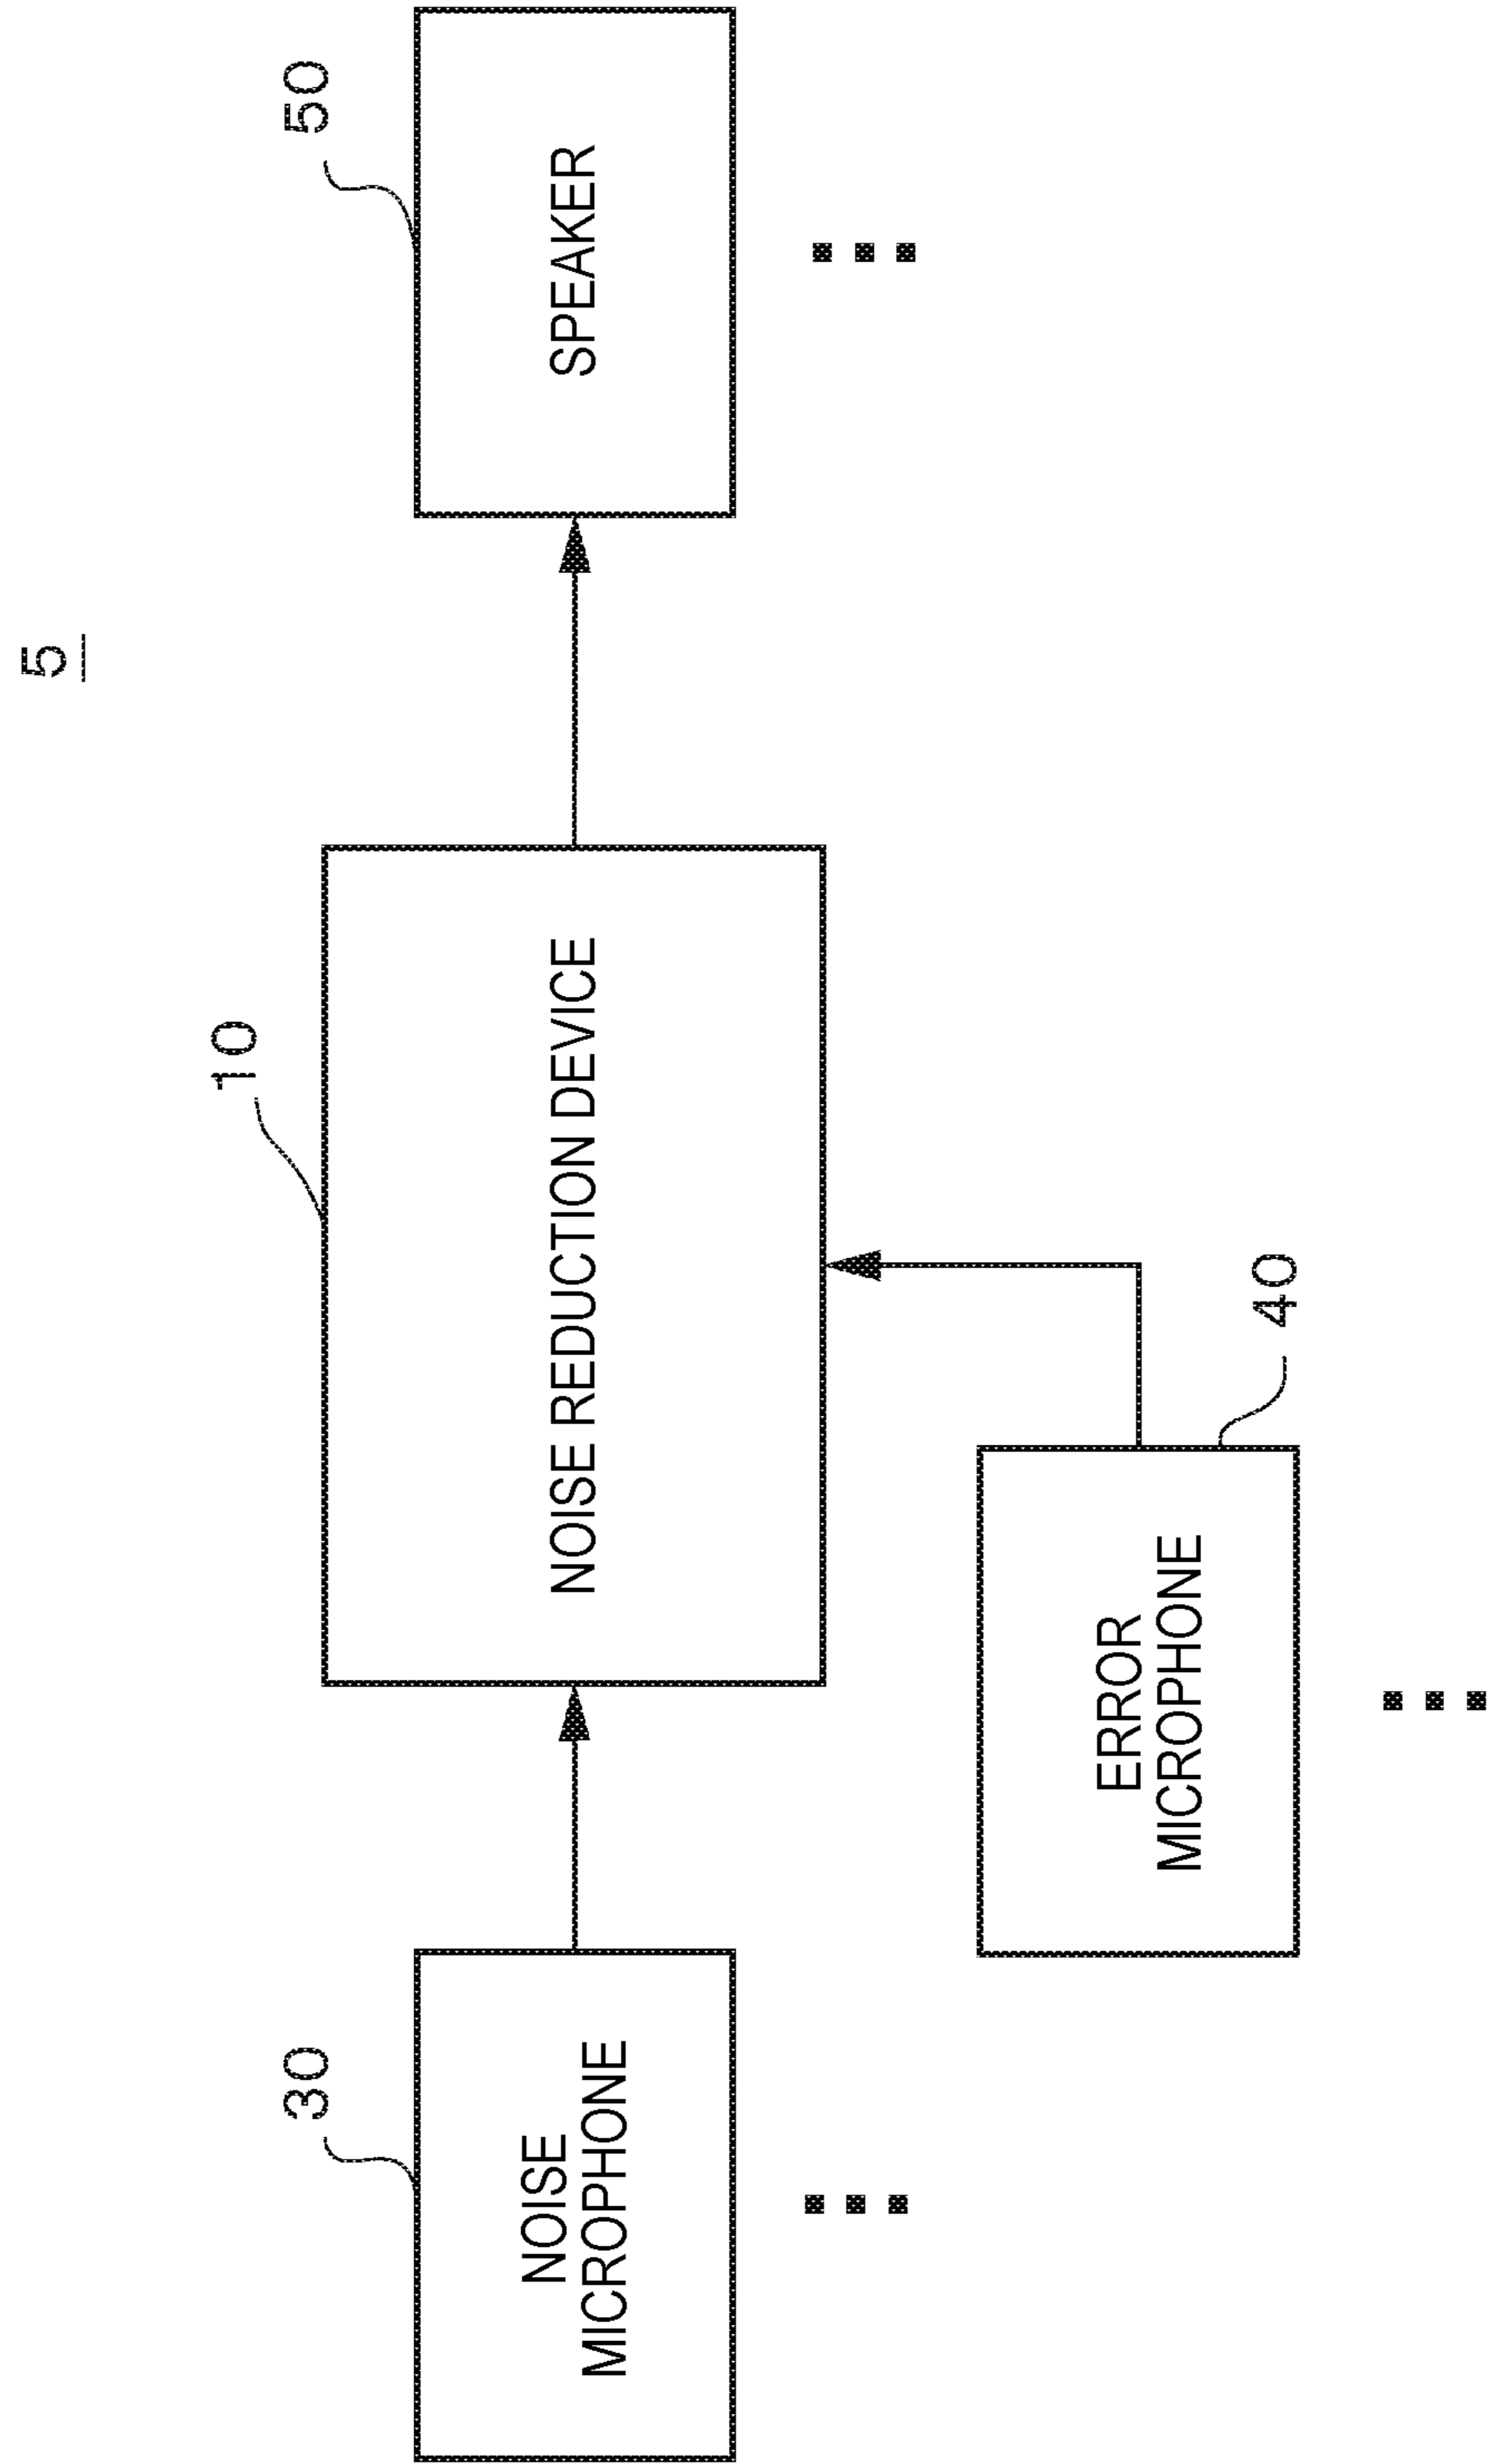 5
10
30
50
NOISE
MICROPHONE
NOISE REDUCTION DEVICE
SPEAKER
40
ERROR
MICROPHONE